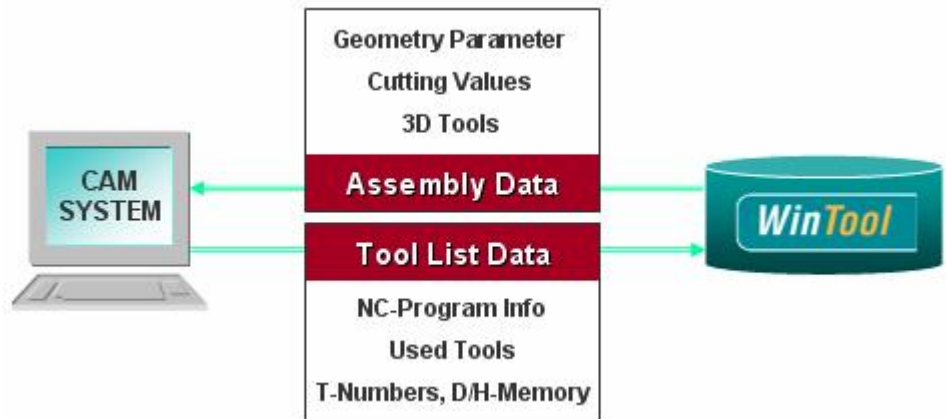 Geometry Parameter
Cutting Values
3D Tools
Assembly Data
CAM
SYSTEM
WinTool
Tool List Data
NC-Program Info
Used Tools
T-Numbers, D/H-Memory